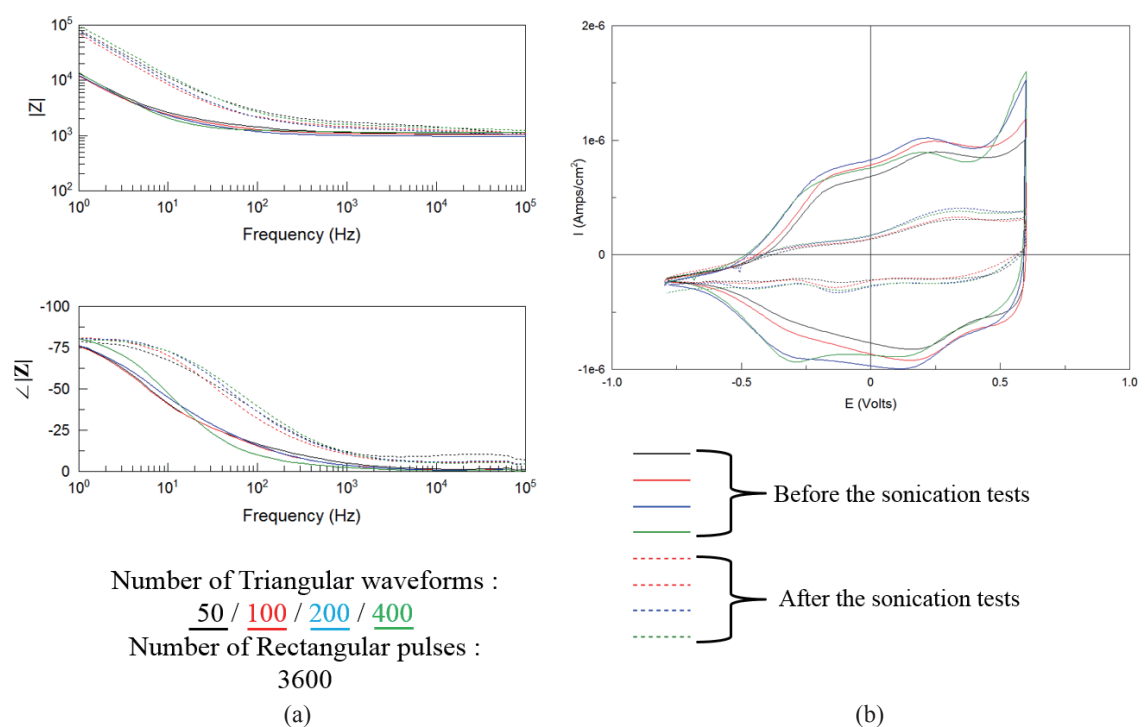 10^5
10^4
|Z|
10^3
10^2
10^0 10^1 10^2 10^3 10^4 10^5
Frequency (Hz)
-100
-75
∠|Z|
-50
-25
0
10^0 10^1 10^2 10^3 10^4 10^5
Frequency (Hz)
Number of Triangular waveforms :
50 / 100 / 200 / 400
Number of Rectangular pulses :
3600
(a)
2e-6
1e-6
I (Amps/cm²)
0
-1e-6
-1.0 -0.5 0 0.5 1.0
E (Volts)
Before the sonication tests
After the sonication tests
(b)